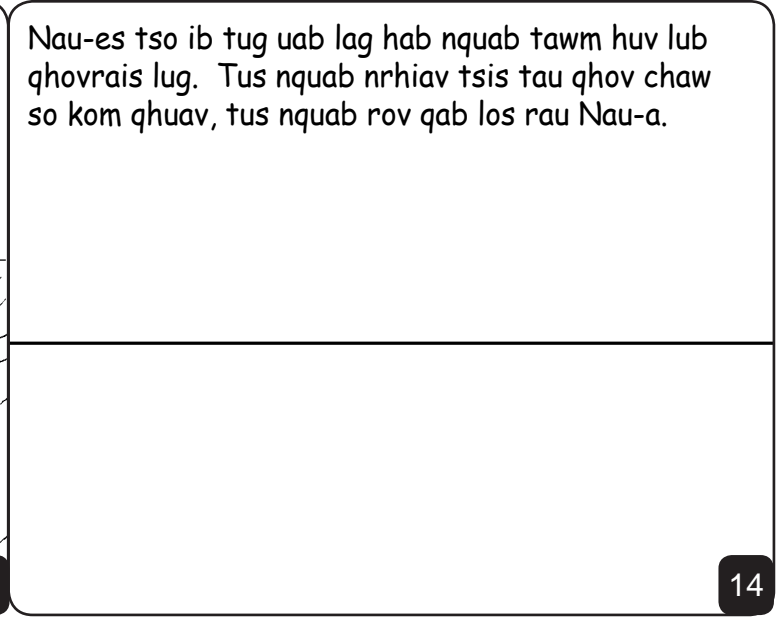 Nau-es tso ib tug uab lag hab nquab tawm huv lub
qhovrais lug.  Tus nquab nrhiav tsis tau qhov chaw
so kom qhuav, tus nquab rov qab los rau Nau-a.
14